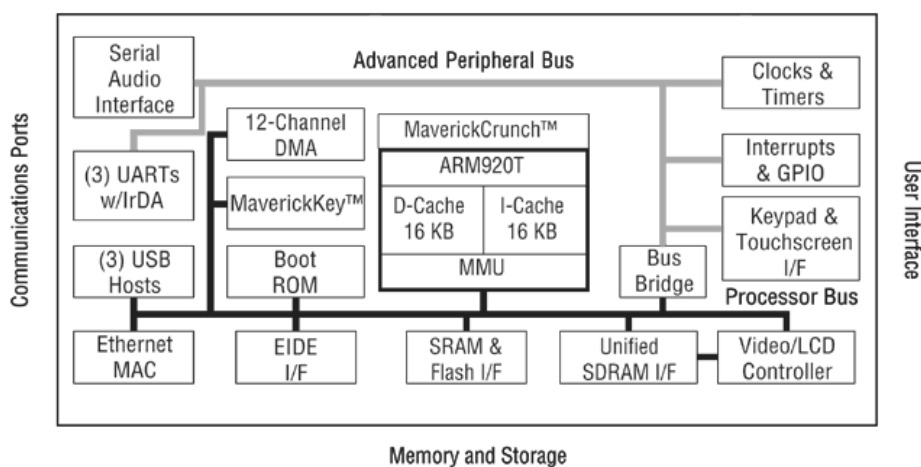 Serial
Audio
Interface
Advanced Peripheral Bus
Clocks &
Timers
12-Channel
DMA
MaverickCrunch™
ARM920T
Interrupts
& GPIO
(3) UARTs
w/IrDA
MaverickKey™
D-Cache
16 KB
I-Cache
16 KB
Keypad &
Touchscreen
I/F
(3) USB
Hosts
Boot
ROM
MMU
Bus
Bridge
Processor Bus
Ethernet
MAC
EIDE
I/F
SRAM &
Flash I/F
Unified
SDRAM I/F
Video/LCD
Controller
Communications Ports
User Interface
Memory and Storage